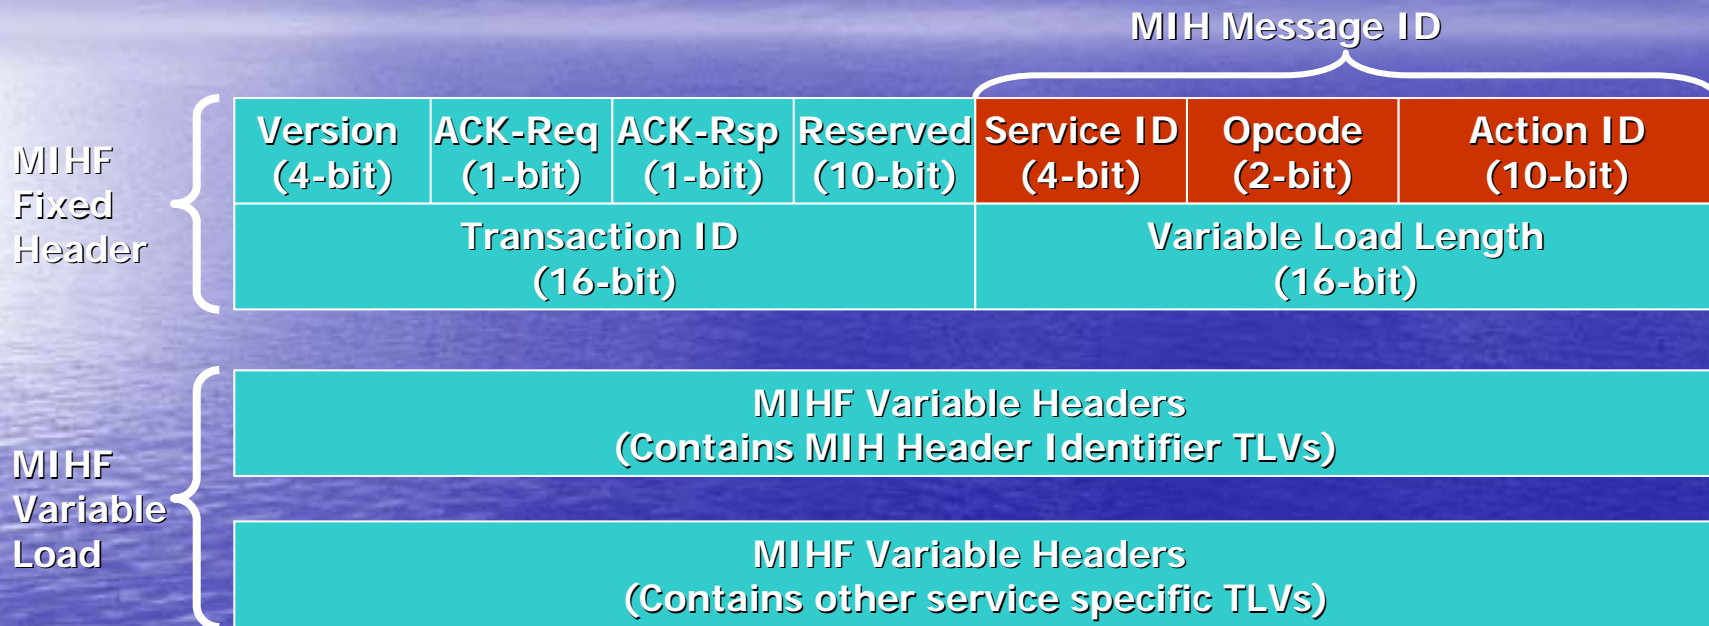 MIH Message ID
MIHF
Fixed
Header
Version
(4-bit)
ACK-Req
(1-bit)
ACK-Rsp
(1-bit)
Reserved
(10-bit)
Service ID
(4-bit)
Opcode
(2-bit)
Action ID
(10-bit)
Transaction ID
(16-bit)
Variable Load Length
(16-bit)
MIHF
Variable
Load
MIHF Variable Headers
(Contains MIH Header Identifier TLVs)
MIHF Variable Headers
(Contains other service specific TLVs)